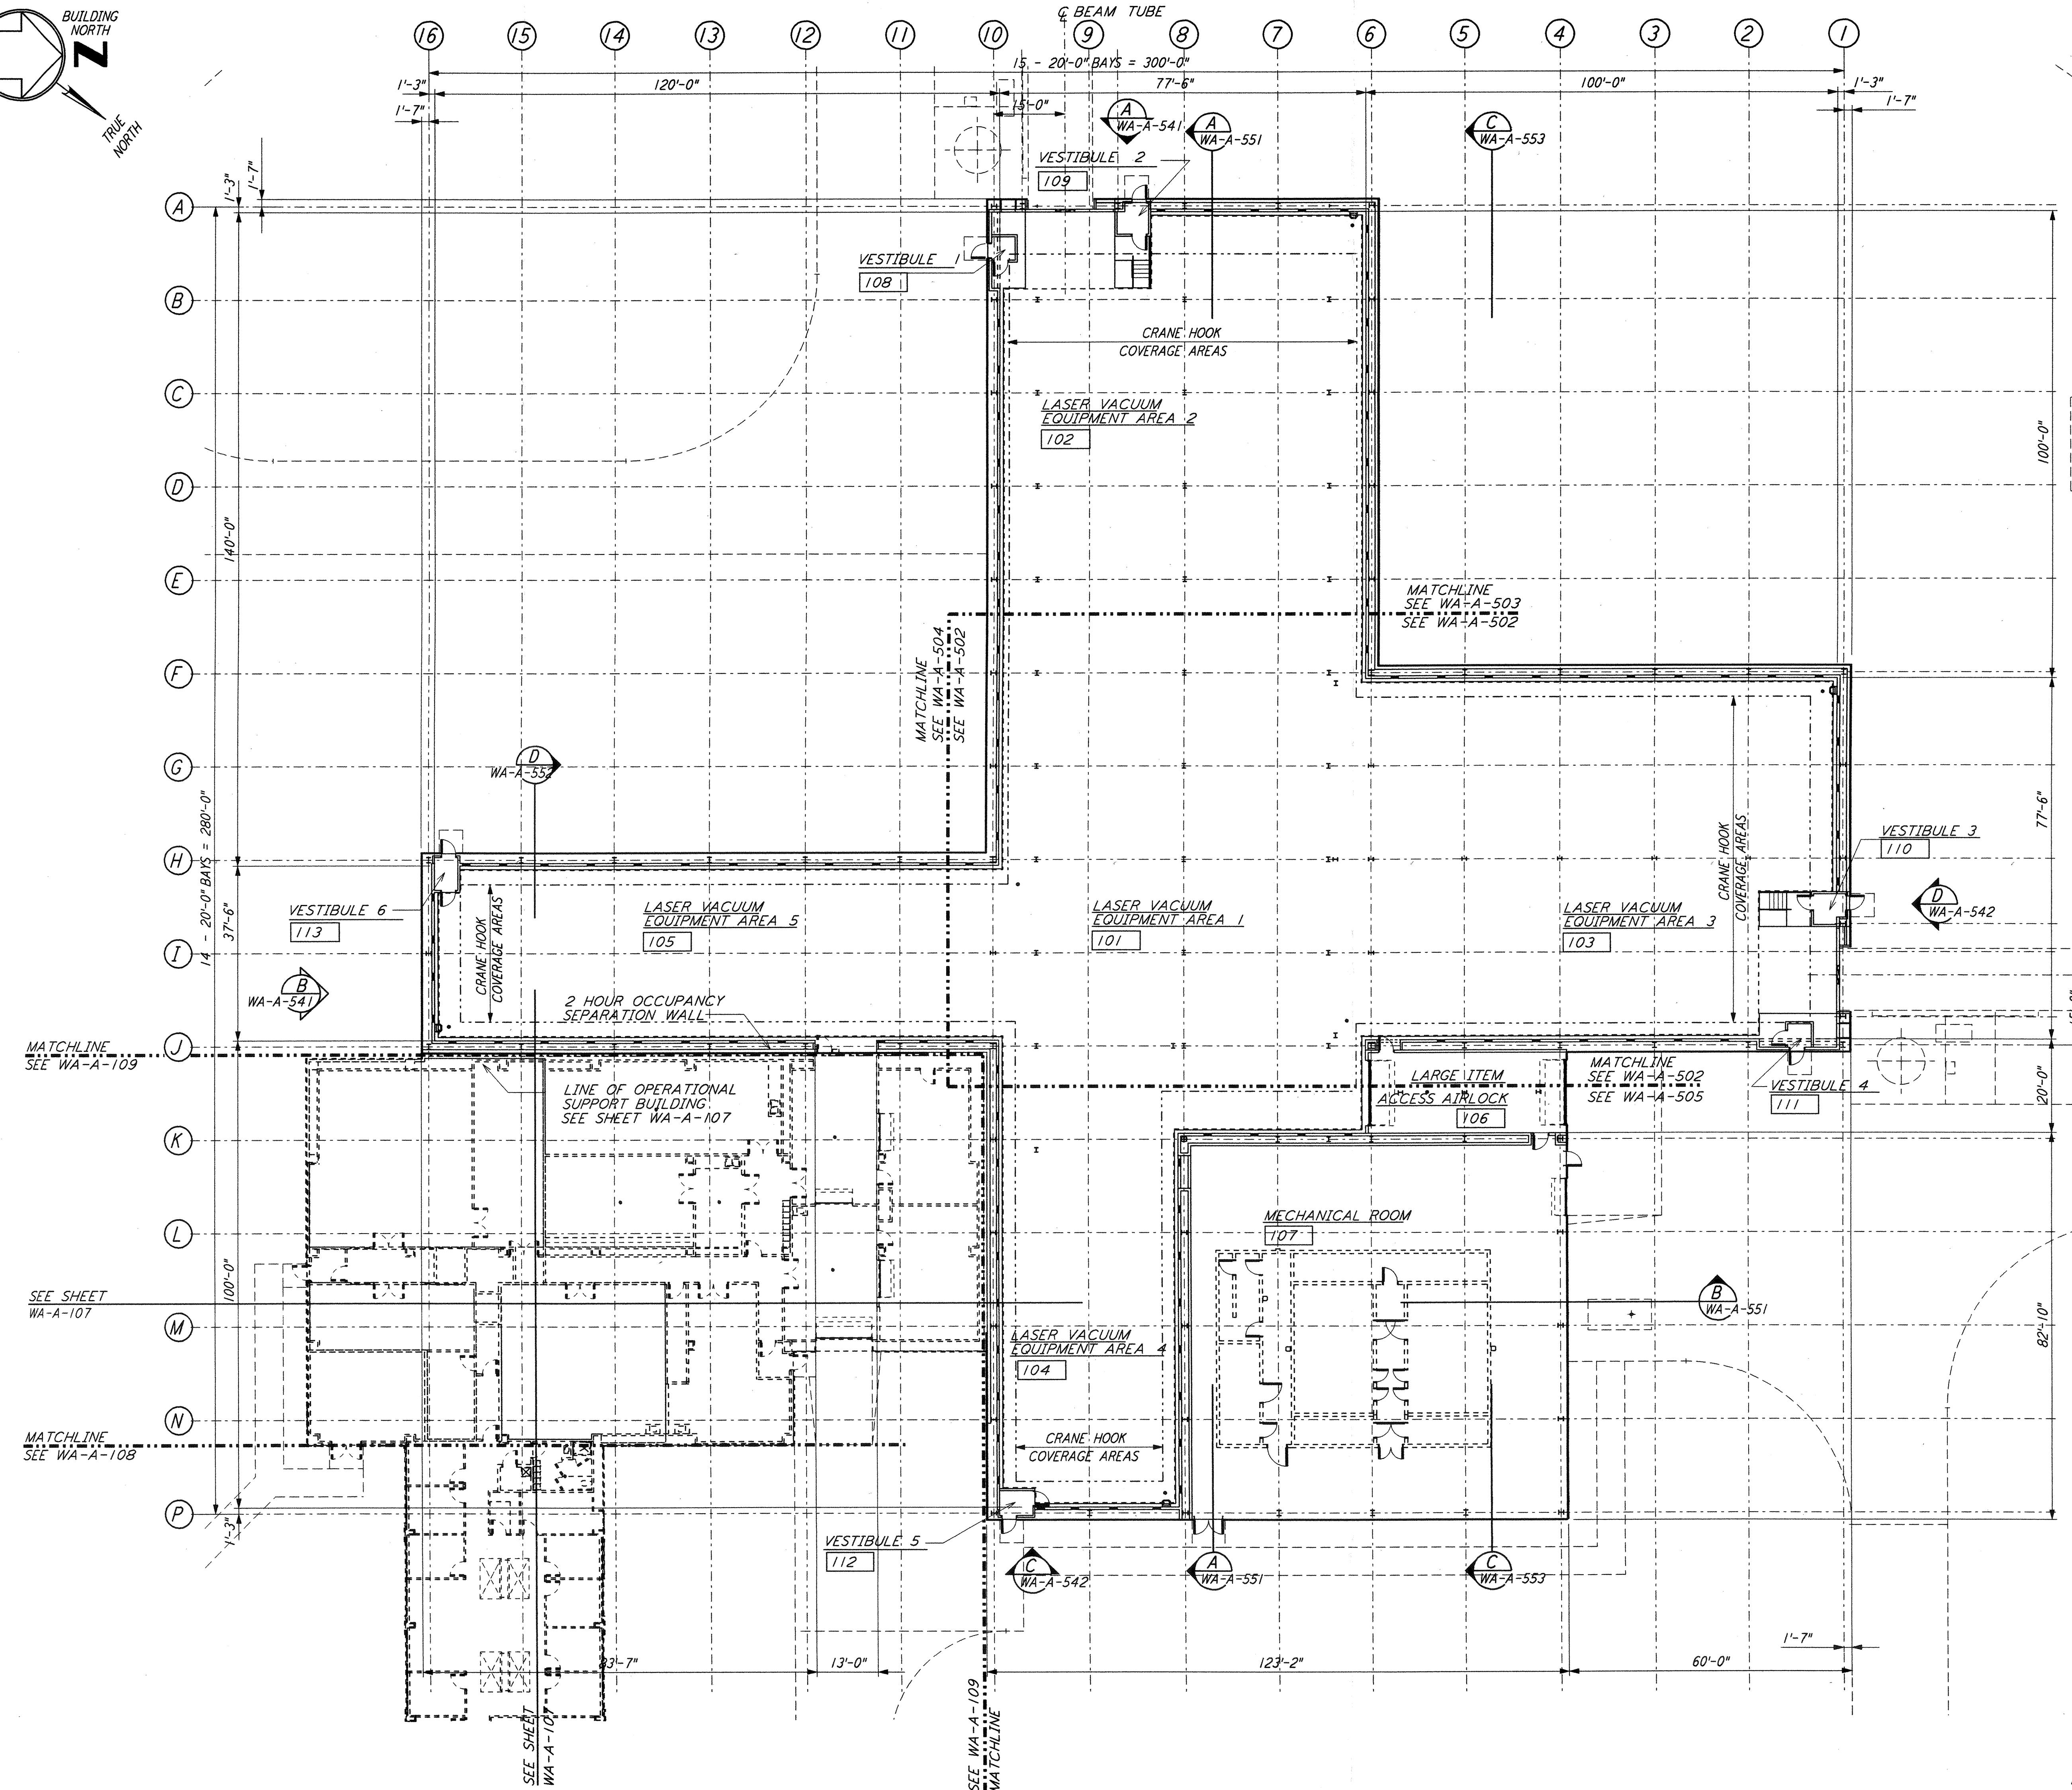 BUILDING
NORTH
N
TRUE
NORTH
℄ BEAM TUBE
16 15 14 13 12 11 10 9 8 7 6 5 4 3 2 1
15 - 20'-0" BAYS = 300'-0"
1'-3" 120'-0" 77'-6" 100'-0" 1'-3"
1'-7" 15'-0" 1'-7"
A
WA-A-541
A
WA-A-551
C
WA-A-553
VESTIBULE 2
109
1'-3"
1'-7"
A
VESTIBULE 1
108
B
CRANE HOOK
COVERAGE AREAS
C
LASER VACUUM
EQUIPMENT AREA 2
102
100'-0"
D
140'-0"
E
MATCHLINE
SEE WA-A-503
SEE WA-A-502
MATCHLINE
SEE WA-A-504
SEE WA-A-502
F
G
D
WA-A-552
14 - 20'-0" BAYS = 280'-0"
77'-6"
H
CRANE HOOK
COVERAGE AREAS
VESTIBULE 3
110
VESTIBULE 6
113
37'-6"
CRANE HOOK
COVERAGE AREAS
LASER VACUUM
EQUIPMENT AREA 5
105
LASER VACUUM
EQUIPMENT AREA 1
101
LASER VACUUM
EQUIPMENT AREA 3
103
D
WA-A-542
I
B
WA-A-541
2 HOUR OCCUPANCY
SEPARATION WALL
J
MATCHLINE
SEE WA-A-109
LINE OF OPERATIONAL
SUPPORT BUILDING
SEE SHEET WA-A-107
LARGE ITEM
ACCESS AIRLOCK
106
MATCHLINE
SEE WA-A-502
SEE WA-A-505
VESTIBULE 4
111
20'-0"
K
L
MECHANICAL ROOM
107
100'-0"
SEE SHEET
WA-A-107
B
WA-A-551
M
LASER VACUUM
EQUIPMENT AREA 4
104
82'-10"
N
MATCHLINE
SEE WA-A-108
CRANE HOOK
COVERAGE AREAS
P
1'-3"
VESTIBULE 5
112
C
WA-A-542
A
WA-A-551
C
WA-A-553
1'-7"
13'-0" 123'-2" 60'-0"
SEE SHEET
WA-A-107
SEE WA-A-109
MATCHLINE